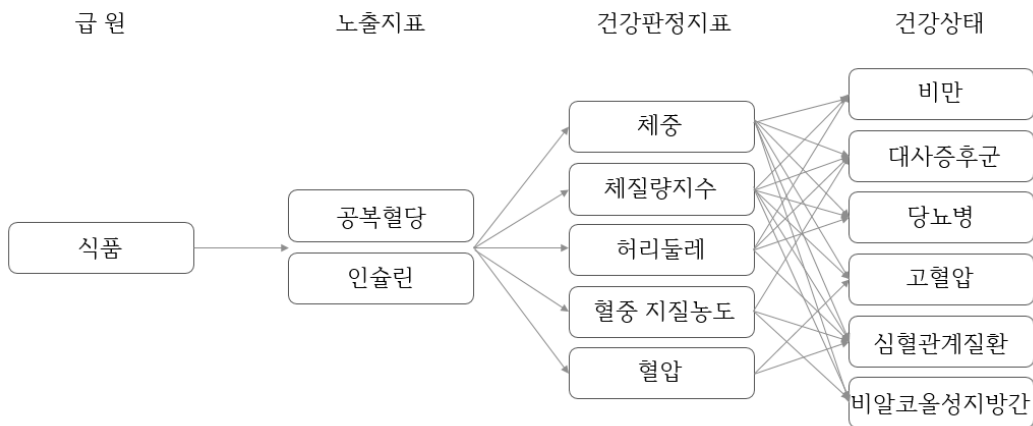 급 원
노출지표
건강판정지표
건강상태
식품
공복혈당
인슐린
체중
체질량지수
허리둘레
혈중 지질농도
혈압
비만
대사증후군
당뇨병
고혈압
심혈관계질환
비알코올성지방간